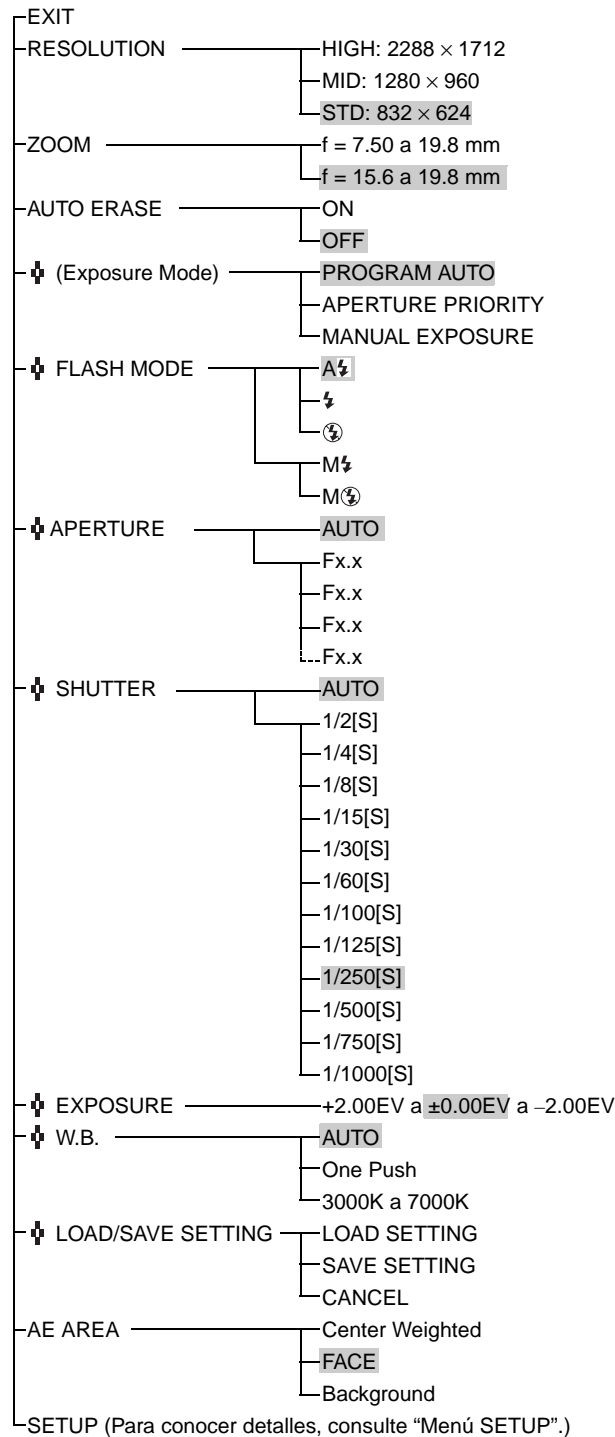 EXIT
RESOLUTION HIGH: 2288 × 1712
MID: 1280 × 960
STD: 832 × 624
ZOOM f = 7.50 a 19.8 mm
f = 15.6 a 19.8 mm
AUTO ERASE ON
OFF
(Exposure Mode) PROGRAM AUTO
APERTURE PRIORITY
MANUAL EXPOSURE
FLASH MODE A
M
M
APERTURE AUTO
Fx.x
Fx.x
Fx.x
Fx.x
SHUTTER AUTO
1/2[S]
1/4[S]
1/8[S]
1/15[S]
1/30[S]
1/60[S]
1/100[S]
1/125[S]
1/250[S]
1/500[S]
1/750[S]
1/1000[S]
EXPOSURE +2.00EV a ±0.00EV a −2.00EV
W.B. AUTO
One Push
3000K a 7000K
LOAD/SAVE SETTING LOAD SETTING
SAVE SETTING
CANCEL
AE AREA Center Weighted
FACE
Background
SETUP (Para conocer detalles, consulte “Menú SETUP”.)